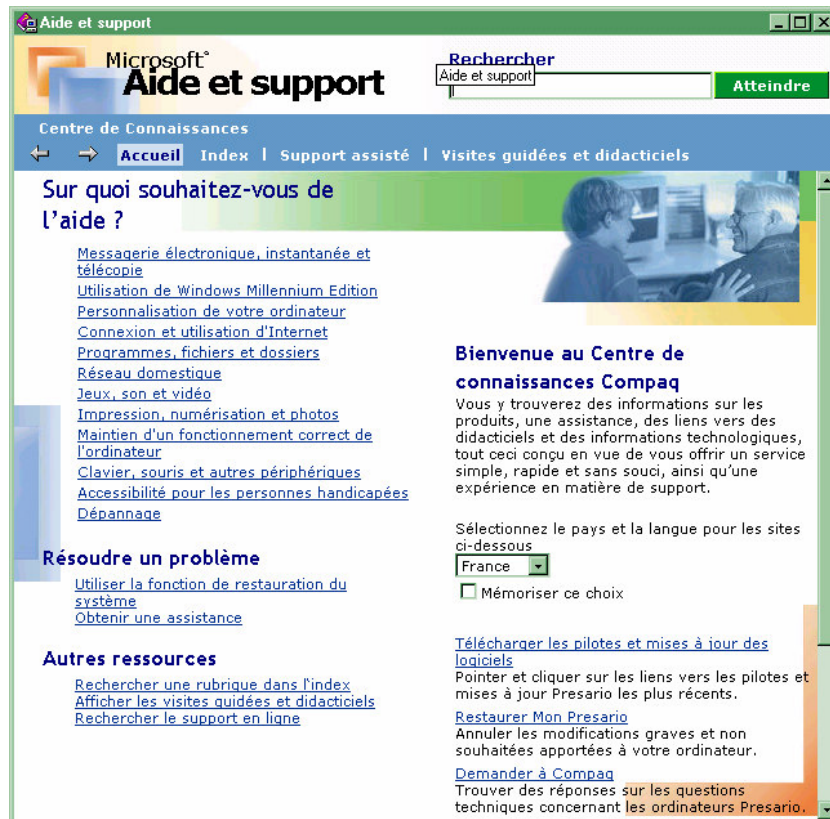 Aide et support
Microsoft°
Aide et support
Rechercher
Aide et support
Atteindre
Centre de Connaissances
Accueil Index | Support assisté | Visites guidées et didacticiels
Sur quoi souhaitez-vous de
l'aide ?
Messagerie électronique, instantanée et
télécopie
Utilisation de Windows Millennium Edition
Personnalisation de votre ordinateur
Connexion et utilisation d'Internet
Programmes, fichiers et dossiers
Réseau domestique
Jeux, son et vidéo
Impression, numérisation et photos
Maintien d'un fonctionnement correct de
l'ordinateur
Clavier, souris et autres périphériques
Accessibilité pour les personnes handicapées
Dépannage
Résoudre un problème
Utiliser la fonction de restauration du
système
Obtenir une assistance
Autres ressources
Rechercher une rubrique dans l'index
Afficher les visites guidées et didacticiels
Rechercher le support en ligne
Bienvenue au Centre de
connaissances Compaq
Vous y trouverez des informations sur les
produits, une assistance, des liens vers des
didacticiels et des informations technologiques,
tout ceci conçu en vue de vous offrir un service
simple, rapide et sans souci, ainsi qu'une
expérience en matière de support.
Sélectionnez le pays et la langue pour les sites
ci-dessous
France
Mémoriser ce choix
Télécharger les pilotes et mises à jour des
logiciels
Pointer et cliquer sur les liens vers les pilotes et
mises à jour Presario les plus récents.
Restaurer Mon Presario
Annuler les modifications graves et non
souhaitées apportées à votre ordinateur.
Demander à Compaq
Trouver des réponses sur les questions
techniques concernant les ordinateurs Presario.